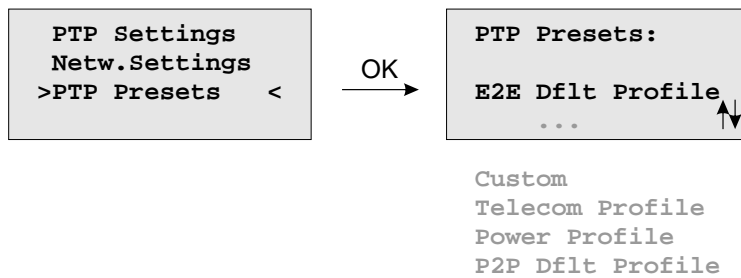 PTP Settings
Netw.Settings
>PTP Presets <
OK
PTP Presets:
E2E Dflt Profile
...
Custom
Telecom Profile
Power Profile
P2P Dflt Profile